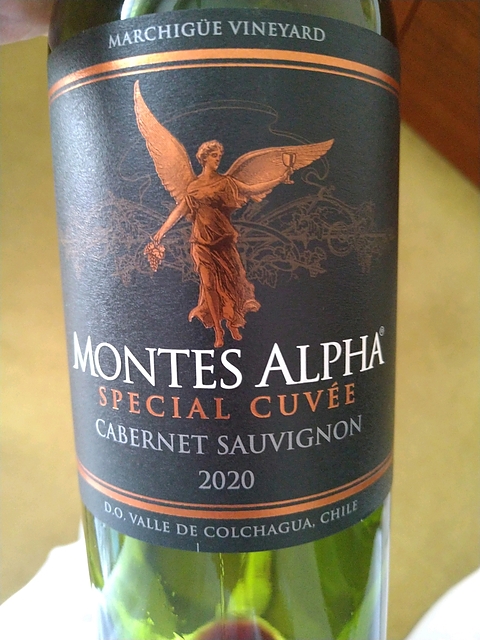 MARCHIGÜE VINEYARD
MONTES ALPHA®
SPECIAL CUVÉE
CABERNET SAUVIGNON
2020
D.O. VALLE DE COLCHAGUA, CHILE